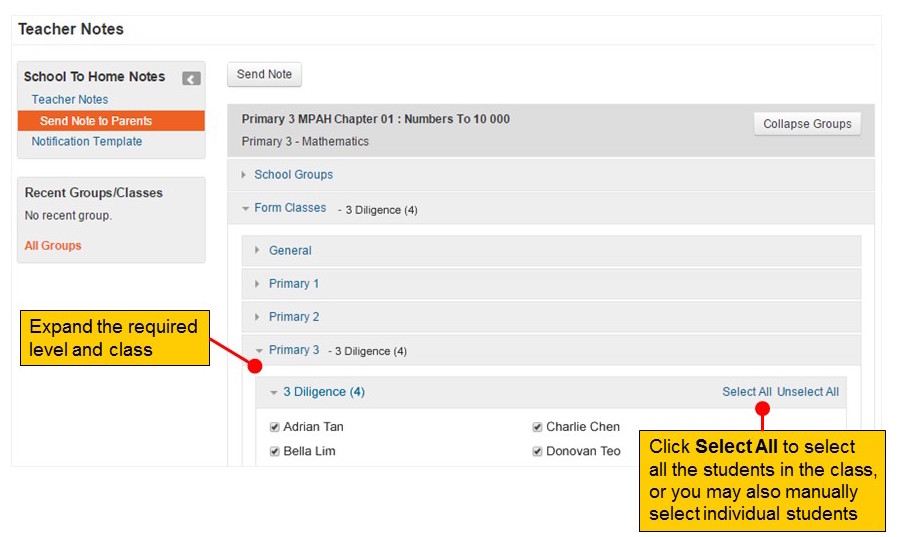 Teacher Notes
School To Home Notes
Teacher Notes
Send Note to Parents
Notification Template
Recent Groups/Classes
No recent group.
All Groups
Send Note
Primary 3 MPAH Chapter 01 : Numbers To 10 000
Primary 3 - Mathematics
Collapse Groups
School Groups
Form Classes - 3 Diligence (4)
General
Primary 1
Primary 2
Primary 3 - 3 Diligence (4)
3 Diligence (4)
Select All Unselect All
Adrian Tan
Charlie Chen
Bella Lim
Donovan Teo
Expand the required
level and class
Click Select All to select
all the students in the class,
or you may also manually
select individual students